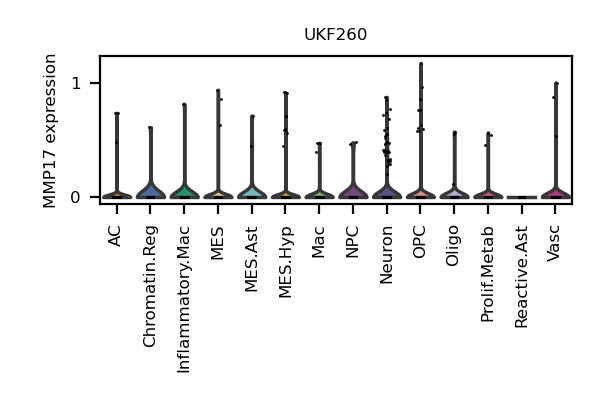 UKF260
MMP17 expression
1
0
AC
Chromatin.Reg
Inflammatory.Mac
MES
MES.Ast
MES.Hyp
Mac
NPC
Neuron
OPC
Oligo
Prolif.Metab
Reactive.Ast
Vasc